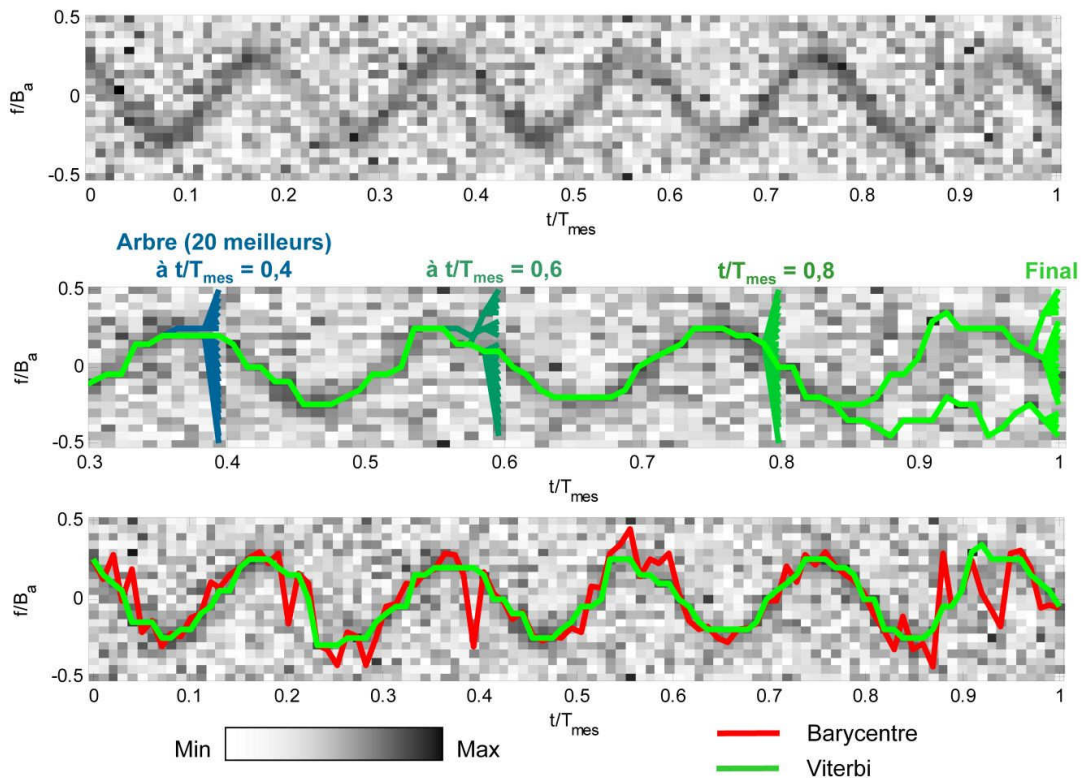 0.5
f/Ba
0
-0.5
0 0.1 0.2 0.3 0.4 0.5 0.6 0.7 0.8 0.9 1
t/Tmes
Arbre (20 meilleurs)
à t/Tmes = 0,4 à t/Tmes = 0,6 t/Tmes = 0,8 Final
0.5
f/Ba
0
-0.5
0.3 0.4 0.5 0.6 0.7 0.8 0.9 1
t/Tmes
0.5
f/Ba
0
-0.5
0 0.1 0.2 0.3 0.4 0.5 0.6 0.7 0.8 0.9 1
t/Tmes
Min Max
Barycentre
Viterbi